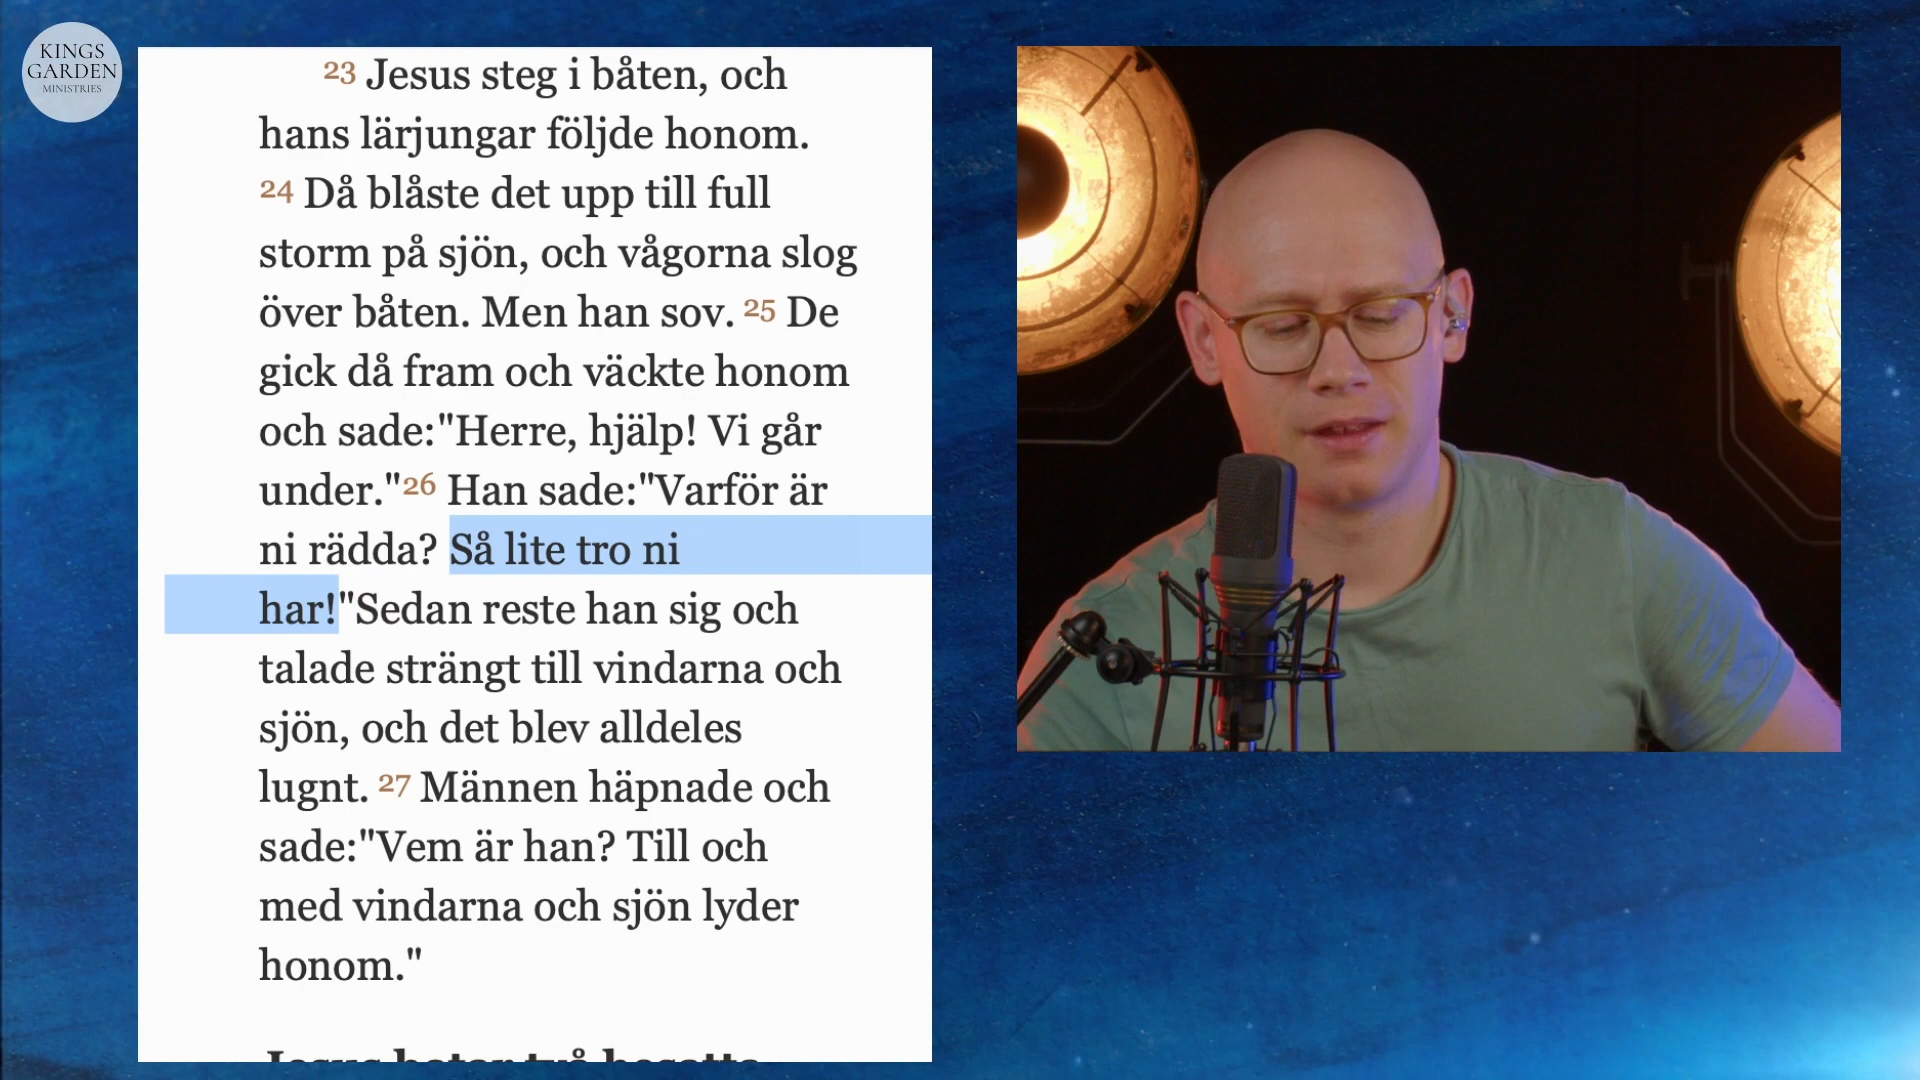 KINGS
GARDEN
MINISTRIES
23 Jesus steg i båten, och
hans lärjungar följde honom.
24 Då blåste det upp till full
storm på sjön, och vågorna slog
över båten. Men han sov. 25 De
gick då fram och väckte honom
och sade:"Herre, hjälp! Vi går
under."26 Han sade:"Varför är
ni rädda? Så lite tro ni
har!"Sedan reste han sig och
talade strängt till vindarna och
sjön, och det blev alldeles
lugnt. 27 Männen häpnade och
sade:"Vem är han? Till och
med vindarna och sjön lyder
honom."
Jesus botar två besatta